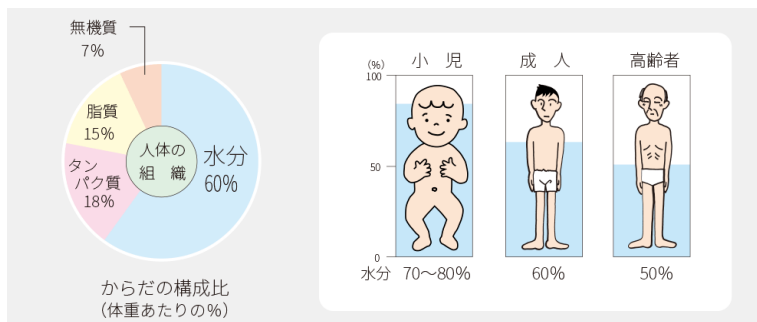 無機質
7%
脂質
15%
タン
パク質
18%
人体の
組　織
水分
60%
からだの構成比
（体重あたりの％）
(%)
100
50
0
小　児
成　人
高齢者
水分
70〜80%
60%
50%